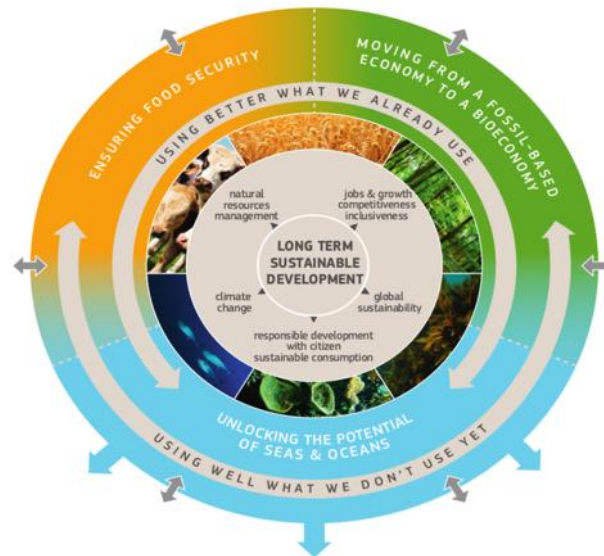 ENSURING FOOD SECURITY
MOVING FROM A FOSSIL-BASED
ECONOMY TO A BIOECONOMY
USING BETTER WHAT WE ALREADY USE
natural
resources
management
jobs & growth
competitiveness
inclusiveness
LONG TERM
SUSTAINABLE
DEVELOPMENT
climate
change
global
sustainability
responsible development
with citizen
sustainable consumption
UNLOCKING THE POTENTIAL
OF SEAS & OCEANS
USING WELL WHAT WE DON'T USE YET